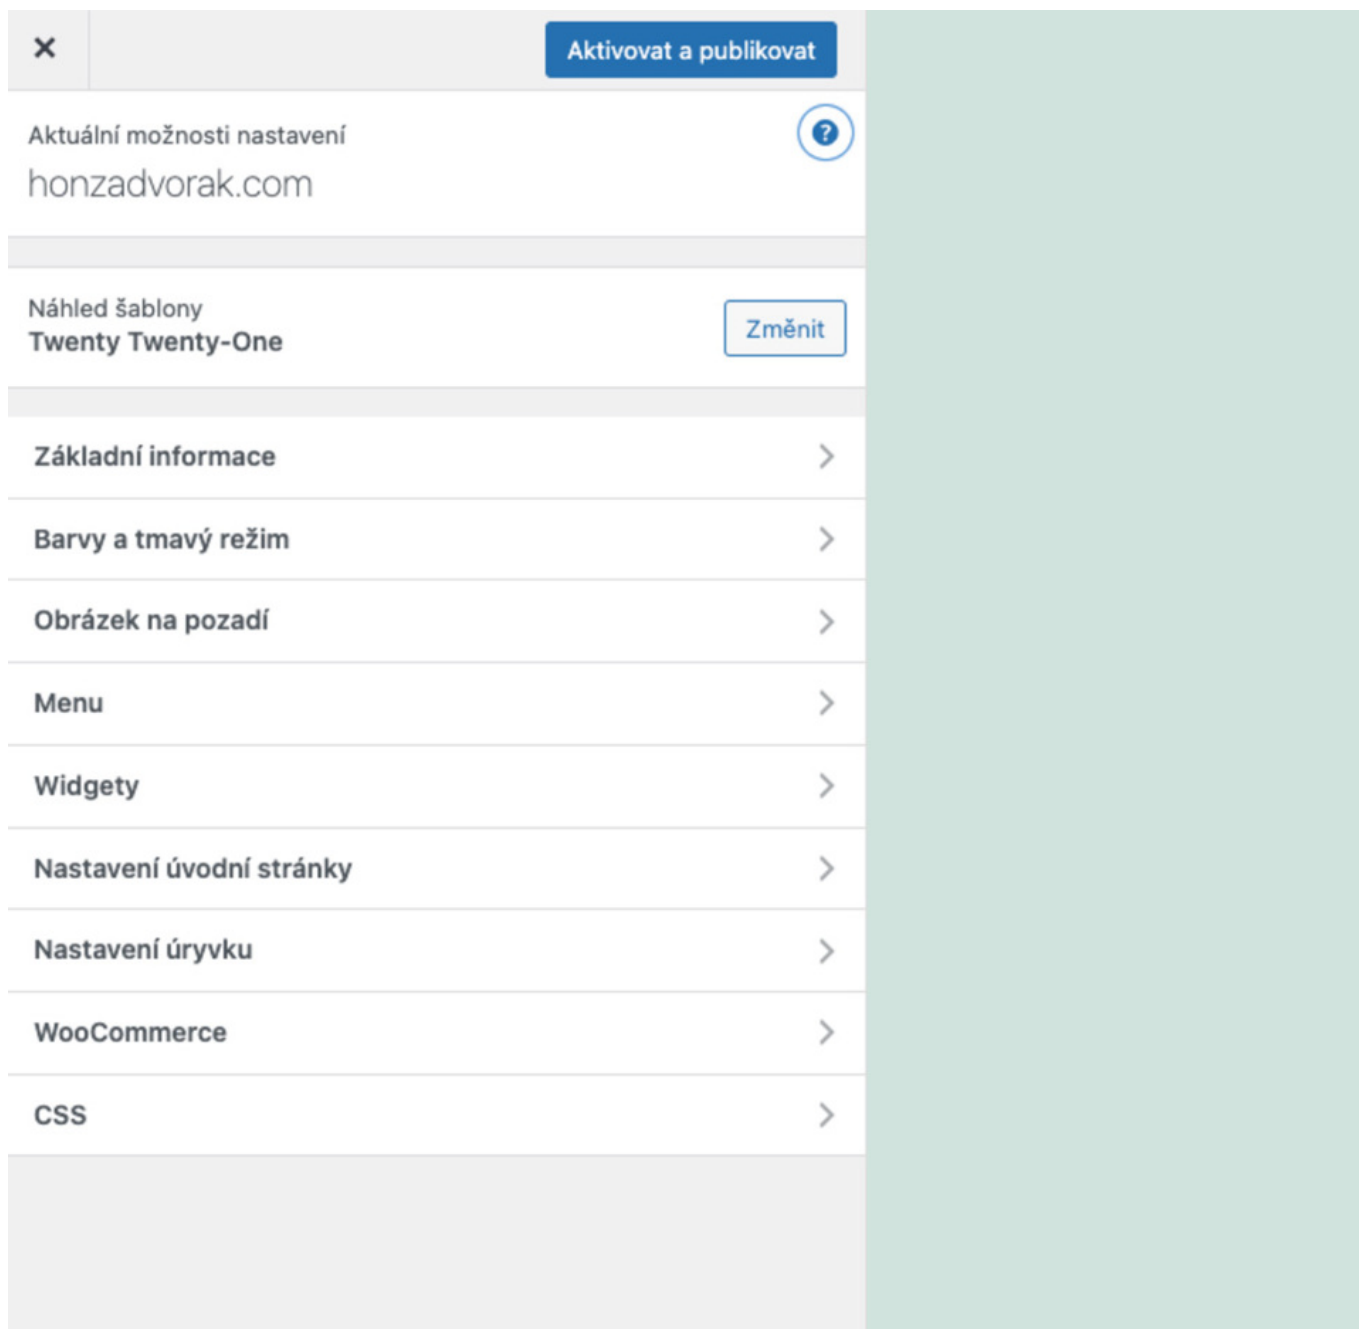 Aktivovat a publikovat
Aktuální možnosti nastavení
honzadvorak.com
Náhled šablony
Twenty Twenty-One
Změnit
Základní informace
Barvy a tmavý režim
Obrázek na pozadí
Menu
Widgety
Nastavení úvodní stránky
Nastavení úryvku
WooCommerce
CSS